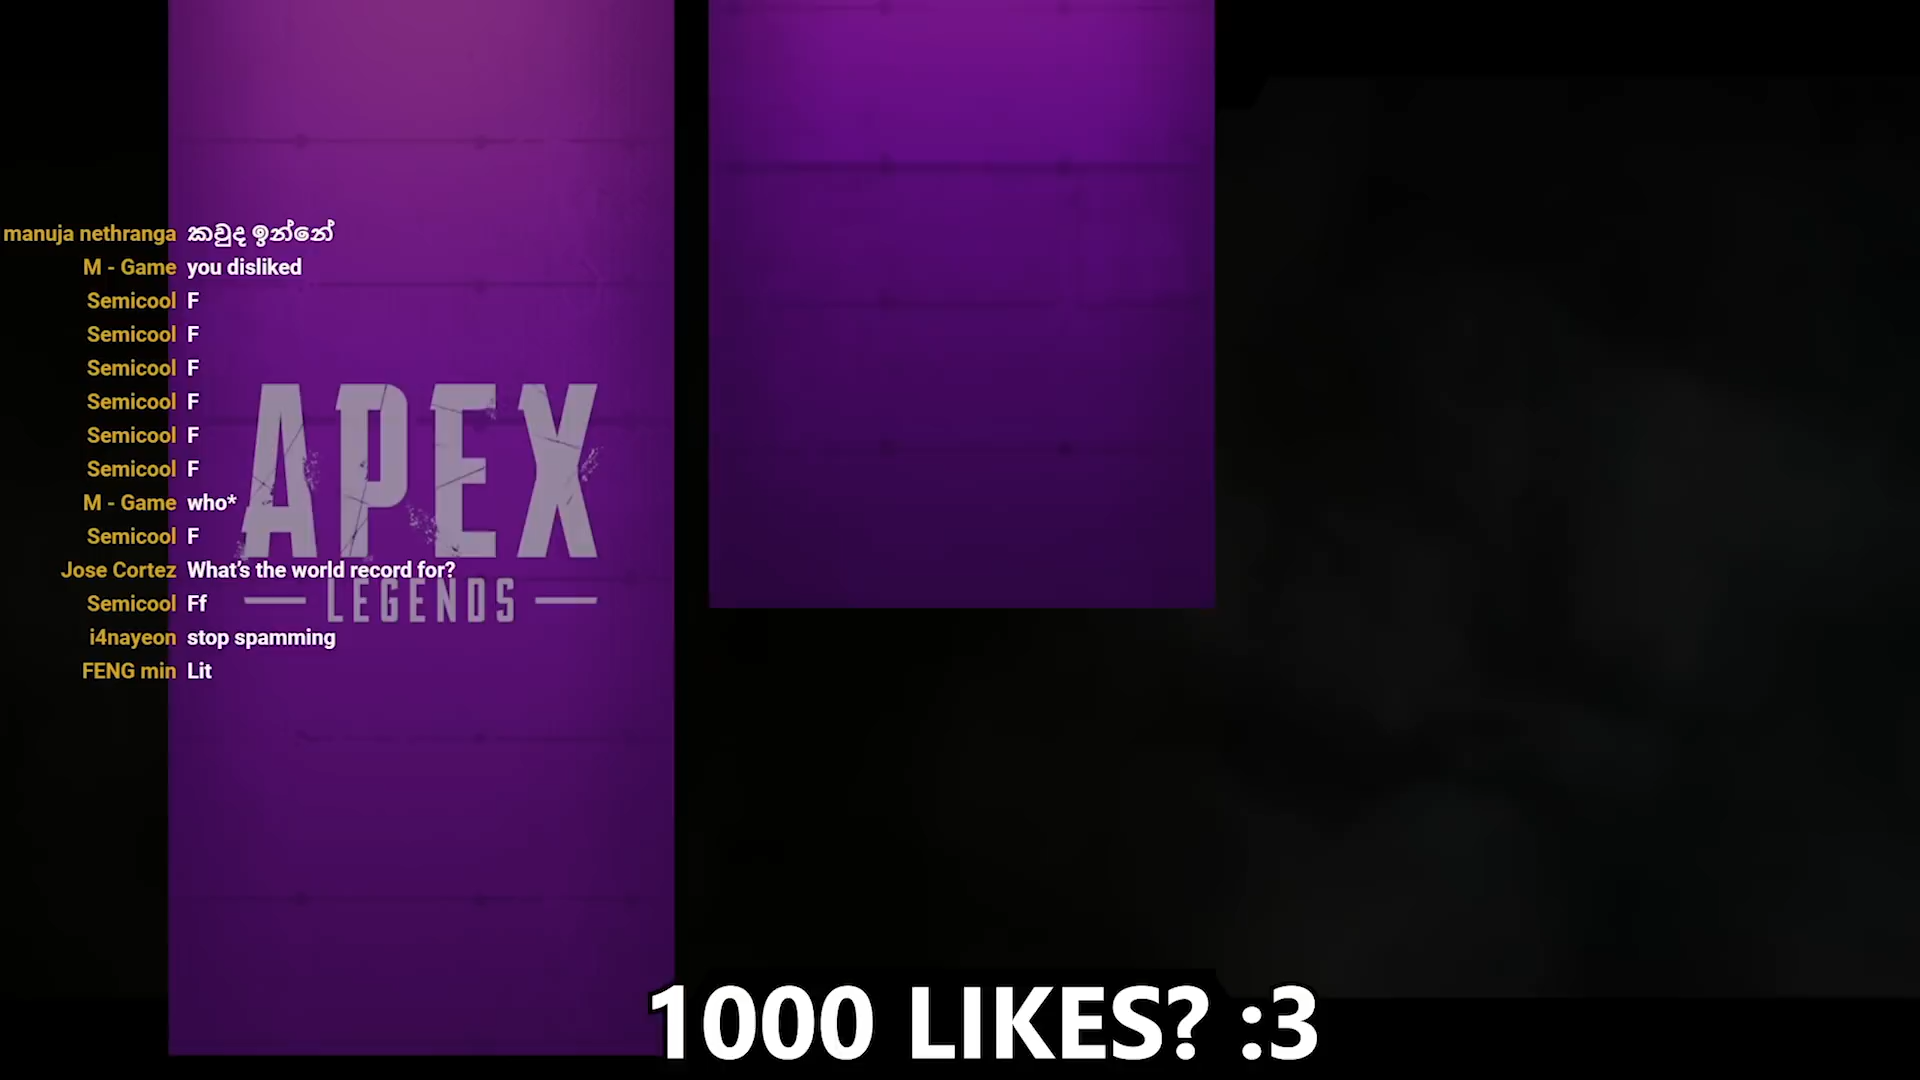 manuja nethranga කවුද ඉන්නේ
M - Game you disliked
Semicool F
Semicool F
Semicool F
Semicool F
Semicool F
Semicool F
M - Game who*
Semicool F
Jose Cortez What's the world record for?
Semicool Ff
i4nayeon stop spamming
FENG min Lit
APEX
LEGENDS
1000 LIKES? :3